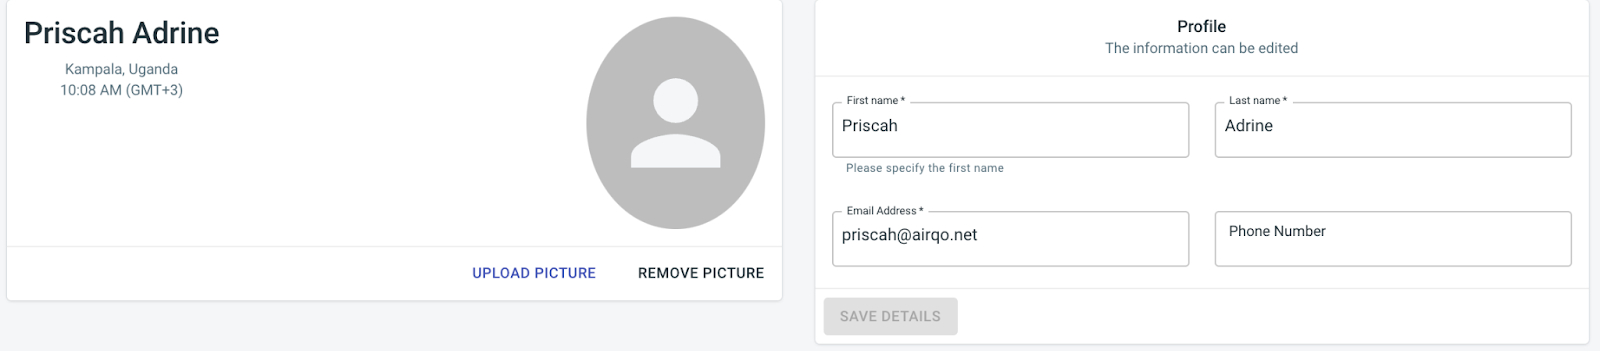 Priscah Adrine
Kampala, Uganda
10:08 AM (GMT+3)
UPLOAD PICTURE
REMOVE PICTURE
Profile
The information can be edited
First name *
Priscah
Please specify the first name
Last name *
Adrine
Email Address *
priscah@airqo.net
Phone Number
SAVE DETAILS